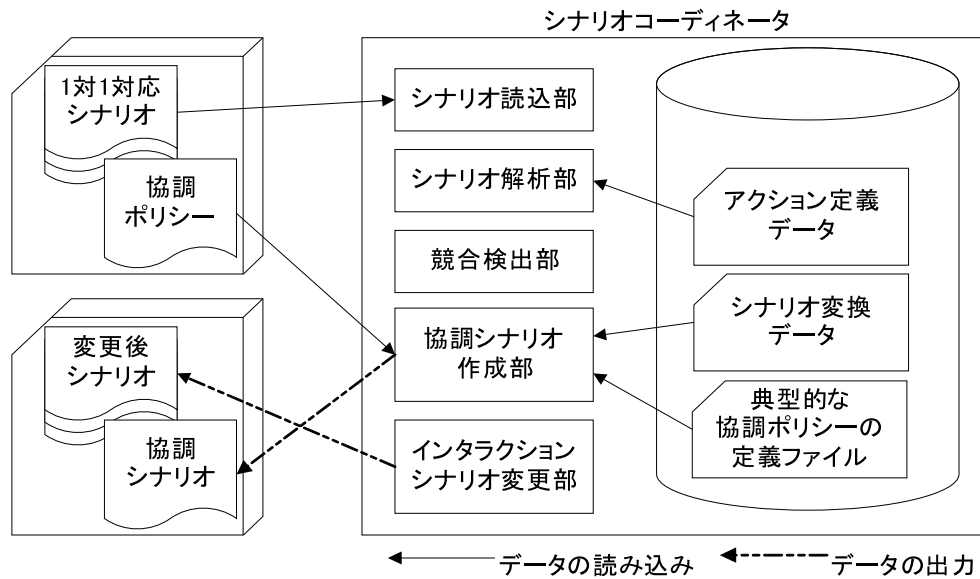 シナリオコーディネータ
1対1対応
シナリオ
協調
ポリシー
変更後
シナリオ
協調
シナリオ
シナリオ読込部
シナリオ解析部
競合検出部
協調シナリオ
作成部
インタラクション
シナリオ変更部
アクション定義
データ
シナリオ変換
データ
典型的な
協調ポリシーの
定義ファイル
データの読み込み
データの出力